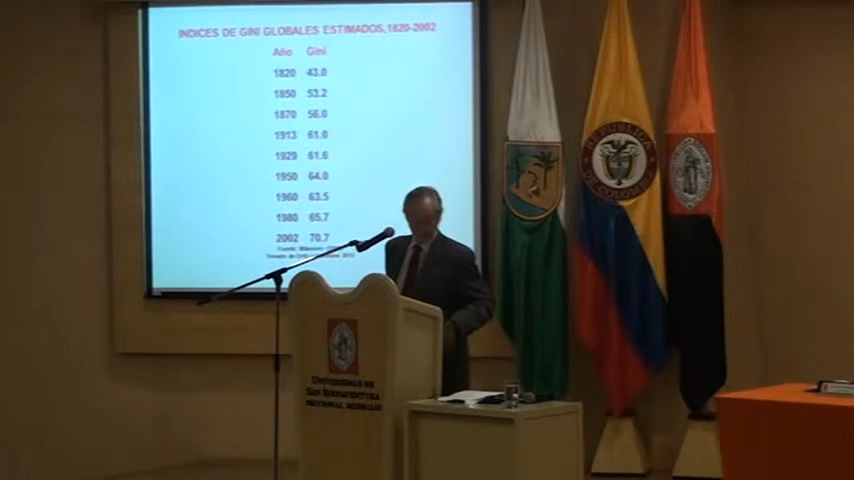 INDICES DE GINI GLOBALES ESTIMADOS,1820-2002
Año Gini
1820 43.0
1850 53.2
1870 56.0
1913 61.0
1929 61.6
1950 64.0
1960 63.5
1980 65.7
2002 70.7
Fuente:
REPUBLICA
DE COLOMBIA
UNIVERSIDAD DE
SAN BUENAVENTURA